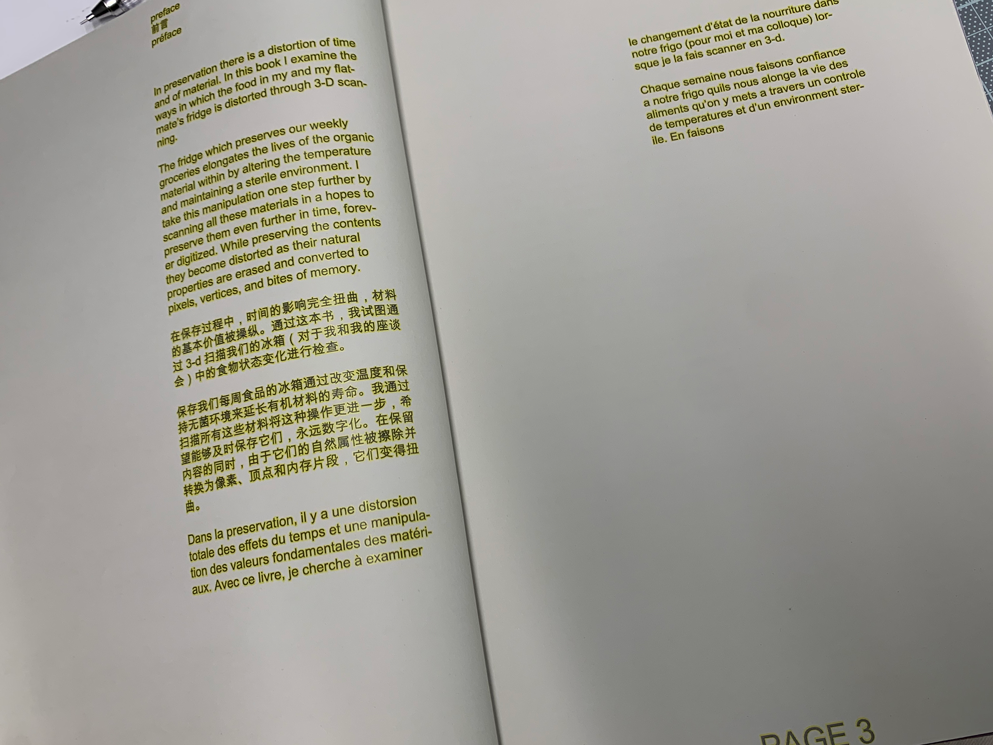 preface
前言
préface
In preservation there is a distortion of time
and of material. In this book I examine the
ways in which the food in my and my flat-
mate's fridge is distorted through 3-D scan-
ning.
The fridge which preserves our weekly
groceries elongates the lives of the organic
material within by altering the temperature
and maintaining a sterile environment. I
take this manipulation one step further by
scanning all these materials in a hopes to
preserve them even further in time, forev-
er digitized. While preserving the contents
they become distorted as their natural
properties are erased and converted to
pixels, vertices, and bites of memory.
在保存过程中，时间的影响完全扭曲，材料
的基本价值被操纵。通过这本书，我试图通
过 3-d 扫描我们的冰箱（对于我和我的座谈
会）中的食物状态变化进行检查。
保存我们每周食品的冰箱通过改变温度和保
持无菌环境来延长有机材料的寿命。我通过
扫描所有这些材料将这种操作更进一步，希
望能够及时保存它们，永远数字化。在保留
内容的同时，由于它们的自然属性被擦除并
转换为像素、顶点和内存片段，它们变得扭
曲。
Dans la preservation, il y a une distorsion
totale des effets du temps et une manipula-
tion des valeurs fondamentales des matéri-
aux. Avec ce livre, je cherche à examiner
le changement d'état de la nourriture dans
notre frigo (pour moi et ma colloque) lor-
sque je la fais scanner en 3-d.
Chaque semaine nous faisons confiance
a notre frigo quils nous alonge la vie des
aliments qu'on y mets a travers un controle
de temperatures et d'un environment ster-
ile. En faisons
PAGE 3